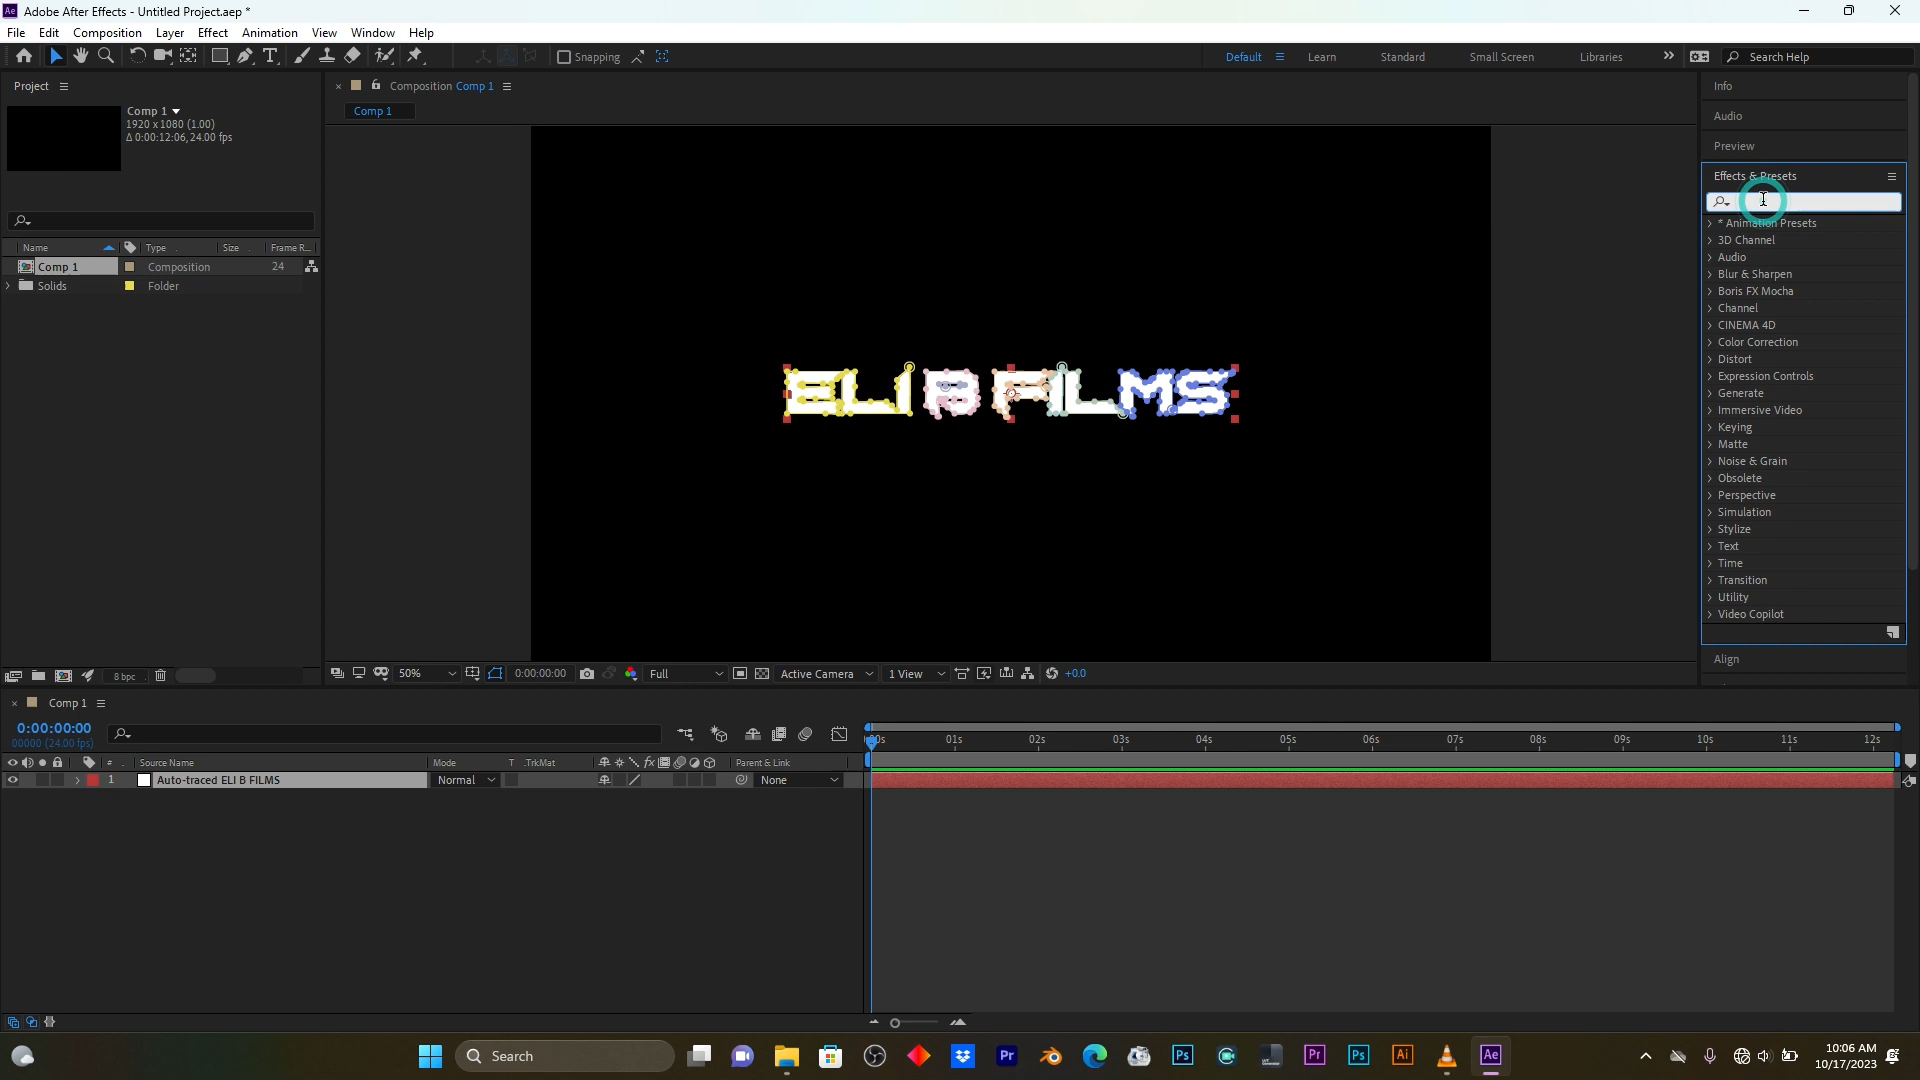 Adobe After Effects - Untitled Project.aep *
File Edit Composition Layer Effect Animation View Window Help
Snapping
Default Learn Standard Small Screen Libraries Search Help
Project
Comp 1
1920 x 1080 (1.00)
Δ 0:00:12:06, 24.00 fps
Name Type Size Frame R...
Comp 1 Composition 24
Solids Folder
8 bpc
Composition Comp 1
Comp 1
ELI B FILMS
50% 0:00:00:00 Full Active Camera 1 View +0.0
Info
Audio
Preview
Effects & Presets
* Animation Presets
3D Channel
Audio
Blur & Sharpen
Boris FX Mocha
Channel
CINEMA 4D
Color Correction
Distort
Expression Controls
Generate
Immersive Video
Keying
Matte
Noise & Grain
Obsolete
Perspective
Simulation
Stylize
Text
Time
Transition
Utility
Video Copilot
Align
Comp 1
0:00:00:00
00000 (24.00 fps)
# Source Name Mode T .TrkMat Parent & Link
1 Auto-traced ELI B FILMS Normal None
01s 02s 03s 04s 05s 06s 07s 08s 09s 10s 11s 12s
Search
10:06 AM
10/17/2023